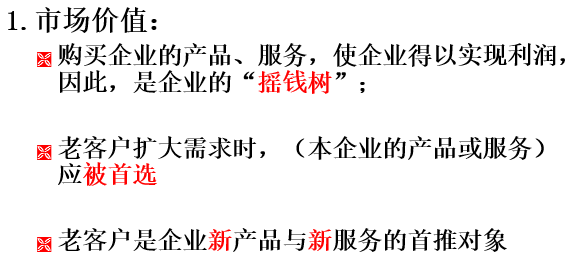 1.市场价值：
购买企业的产品、服务，使企业得以实现利润，
因此，是企业的“摇钱树”；
老客户扩大需求时，（本企业的产品或服务）
应被首选
老客户是企业新产品与新服务的首推对象